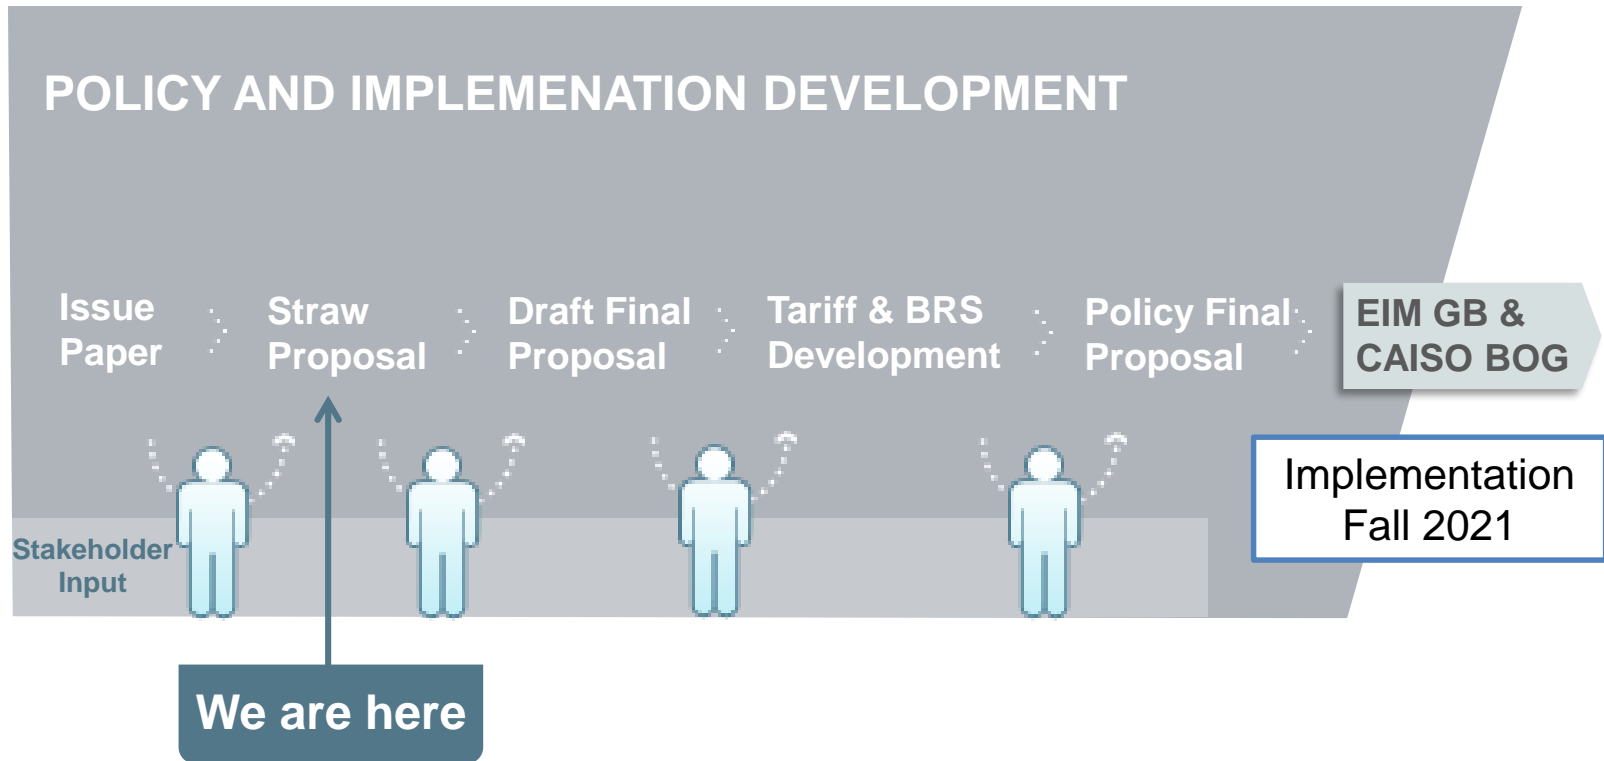 POLICY AND IMPLEMENATION DEVELOPMENT
Issue
Paper
Straw
Proposal
Draft Final
Proposal
Tariff & BRS
Development
Policy Final
Proposal
EIM GB &
CAISO BOG
Stakeholder
Input
Implementation
Fall 2021
We are here